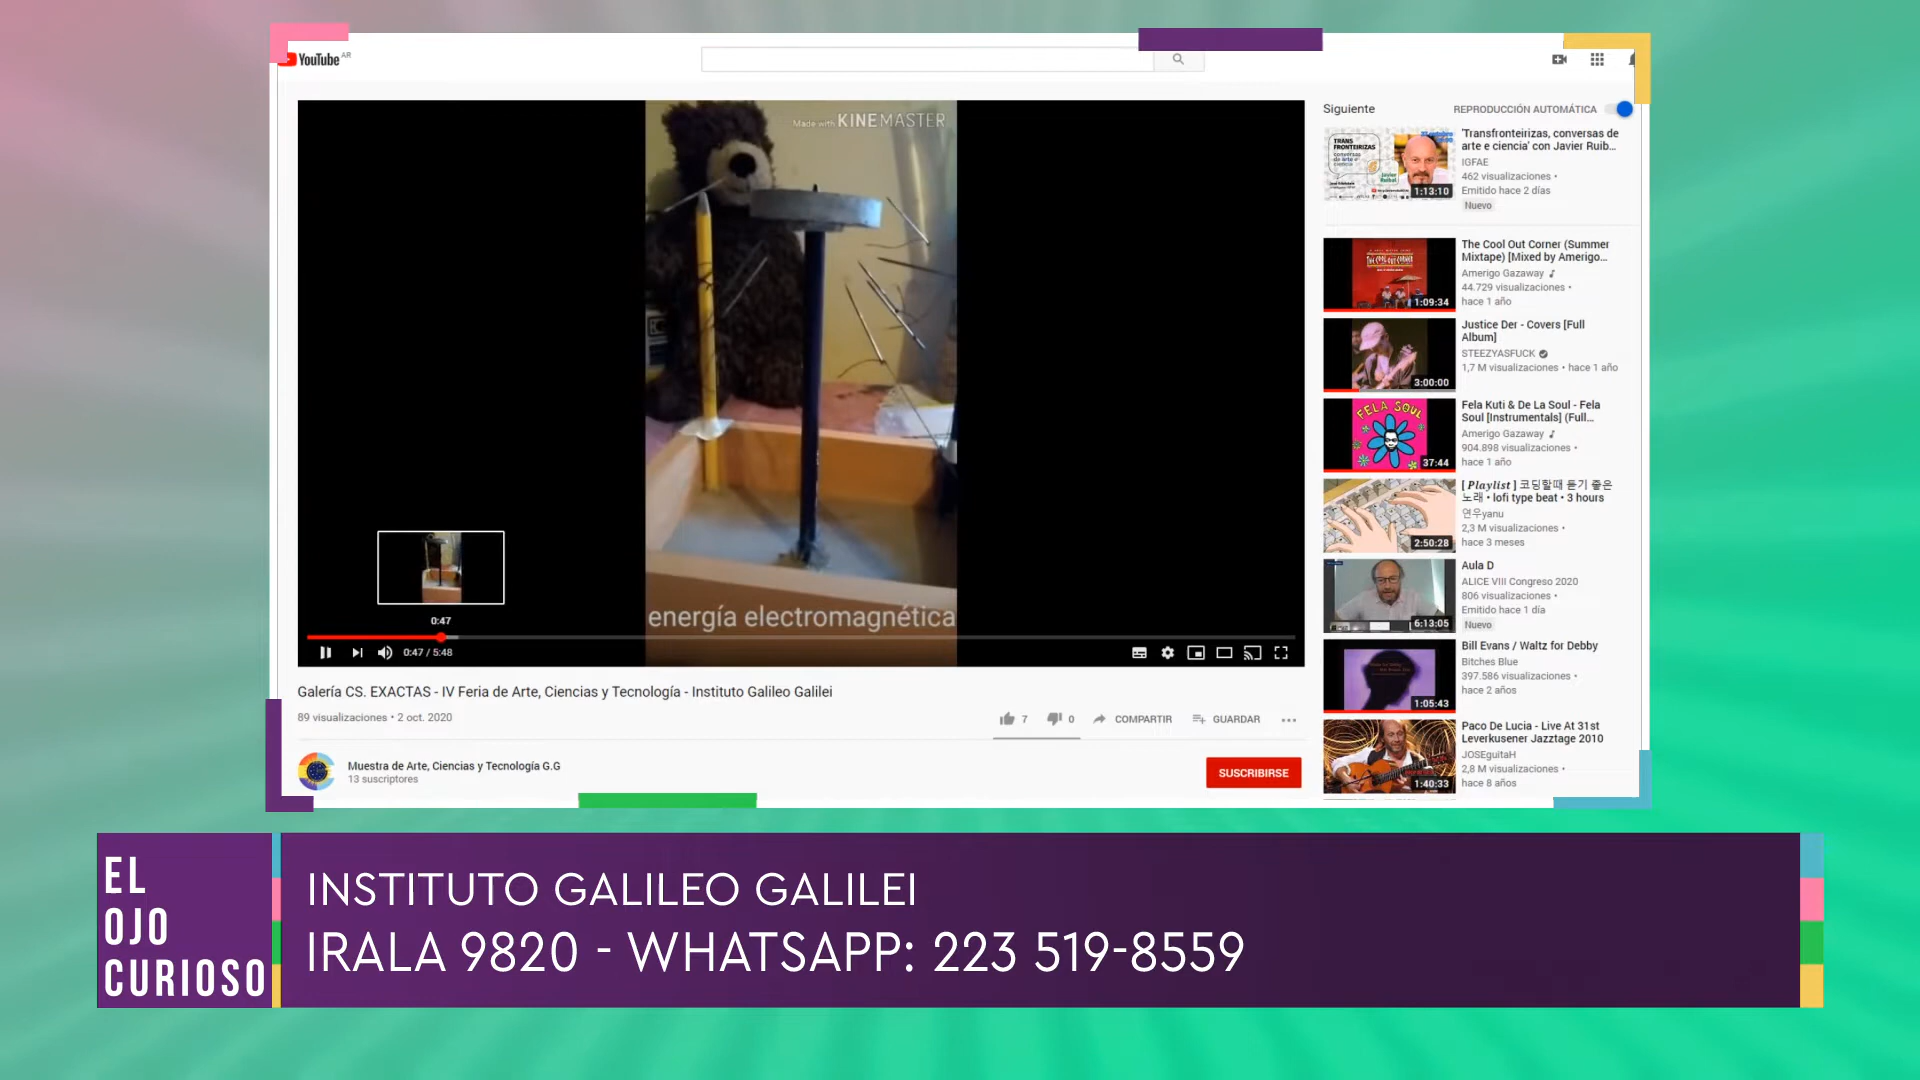 YouTube AR
Made with KINEMASTER
energía electromagnética
0:47
0:47 / 5:48
Galería CS. EXACTAS - IV Feria de Arte, Ciencias y Tecnología - Instituto Galileo Galilei
89 visualizaciones • 2 oct. 2020
7
0
COMPARTIR
GUARDAR
Muestra de Arte, Ciencias y Tecnología G.G
13 suscriptores
SUSCRIBIRSE
Siguiente
REPRODUCCIÓN AUTOMÁTICA
TRANS
FRONTEIRIZAS
conversas
de arte e
ciencia
1:13:10
'Transfronteirizas, conversas de
arte e ciencia' con Javier Ruib...
IGFAE
462 visualizaciones •
Emitido hace 2 días
Nuevo
THE COOL OUT CORNER
1:09:34
The Cool Out Corner (Summer
Mixtape) [Mixed by Amerigo...
Amerigo Gazaway
44.729 visualizaciones •
hace 1 año
3:00:00
Justice Der - Covers [Full
Album]
STEEZYASFUCK
1,7 M visualizaciones • hace 1 año
FELA SOUL
37:44
Fela Kuti & De La Soul - Fela
Soul [Instrumentals] (Full...
Amerigo Gazaway
904.898 visualizaciones •
hace 1 año
2:50:28
[ Playlist ] 코딩할때 듣기 좋은
노래 • lofi type beat • 3 hours
연우yanu
2,3 M visualizaciones •
hace 3 meses
6:13:05
Aula D
ALICE VIII Congreso 2020
806 visualizaciones •
Emitido hace 1 día
Nuevo
1:05:43
Bill Evans / Waltz for Debby
Bitches Blue
397.586 visualizaciones •
hace 2 años
1:40:33
Paco De Lucia - Live At 31st
Leverkusener Jazztage 2010
JOSEguitaH
2,8 M visualizaciones •
hace 8 años
EL
OJO
CURIOSO
INSTITUTO GALILEO GALILEI
IRALA 9820 - WHATSAPP: 223 519-8559